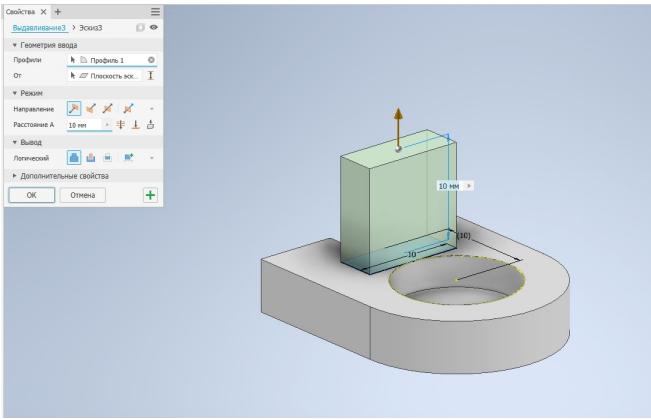 Свойства × +
Выдавливание3 > Эскиз3
Геометрия ввода
Профили Профиль 1
От Плоскость эск...
Режим
Направление
Расстояние A 10 мм
Вывод
Логический
Дополнительные свойства
ОК Отмена +
10 мм
(10)
10